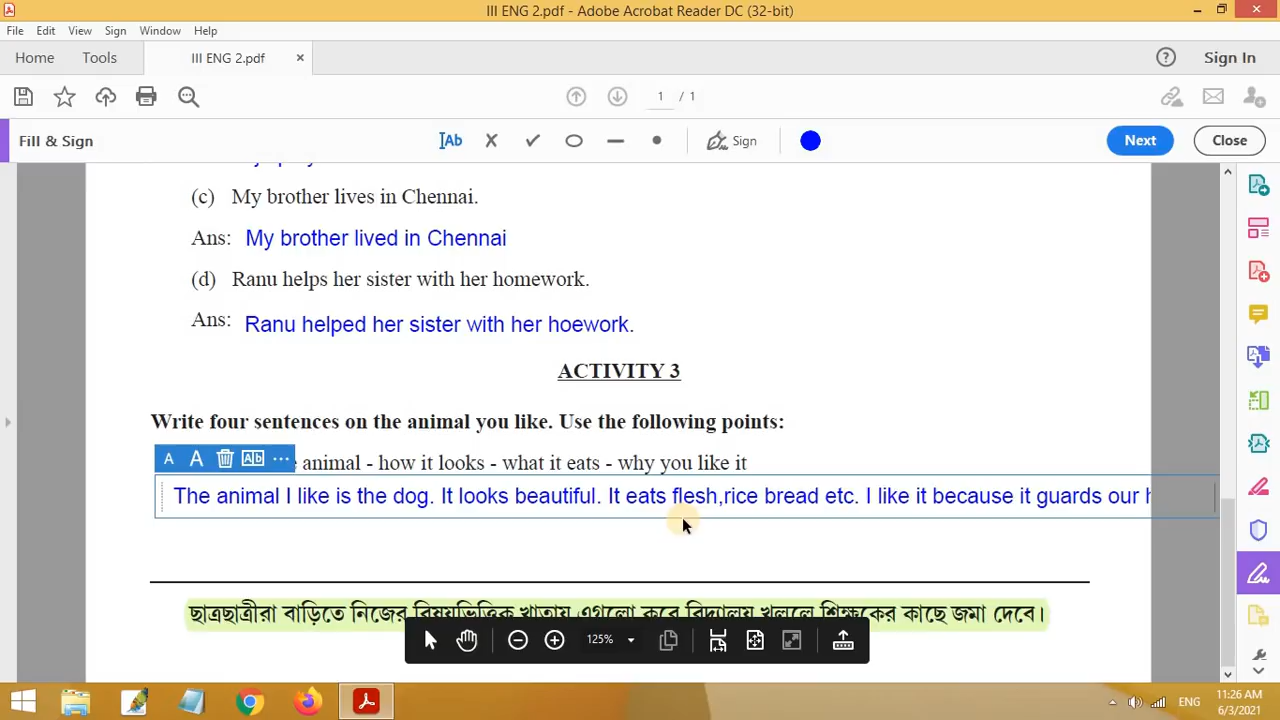 III ENG 2.pdf - Adobe Acrobat Reader DC (32-bit)
File Edit View Sign Window Help
Home Tools III ENG 2.pdf × Sign In
1 / 1
Fill & Sign Ab Sign Next Close
(c) My brother lives in Chennai.
Ans: My brother lived in Chennai
(d) Ranu helps her sister with her homework.
Ans: Ranu helped her sister with her hoework.
ACTIVITY 3
Write four sentences on the animal you like. Use the following points:
A A Ab ... animal - how it looks - what it eats - why you like it
The animal I like is the dog. It looks beautiful. It eats flesh,rice bread etc. I like it because it guards our
ছাত্রছাত্রীরা বাড়িতে নিজের বিষয়ভিত্তিক খাতায় এগুলো করে বিদ্যালয় খুললে শিক্ষকের কাছে জমা দেবে।
125%
ENG 11:26 AM
6/3/2021